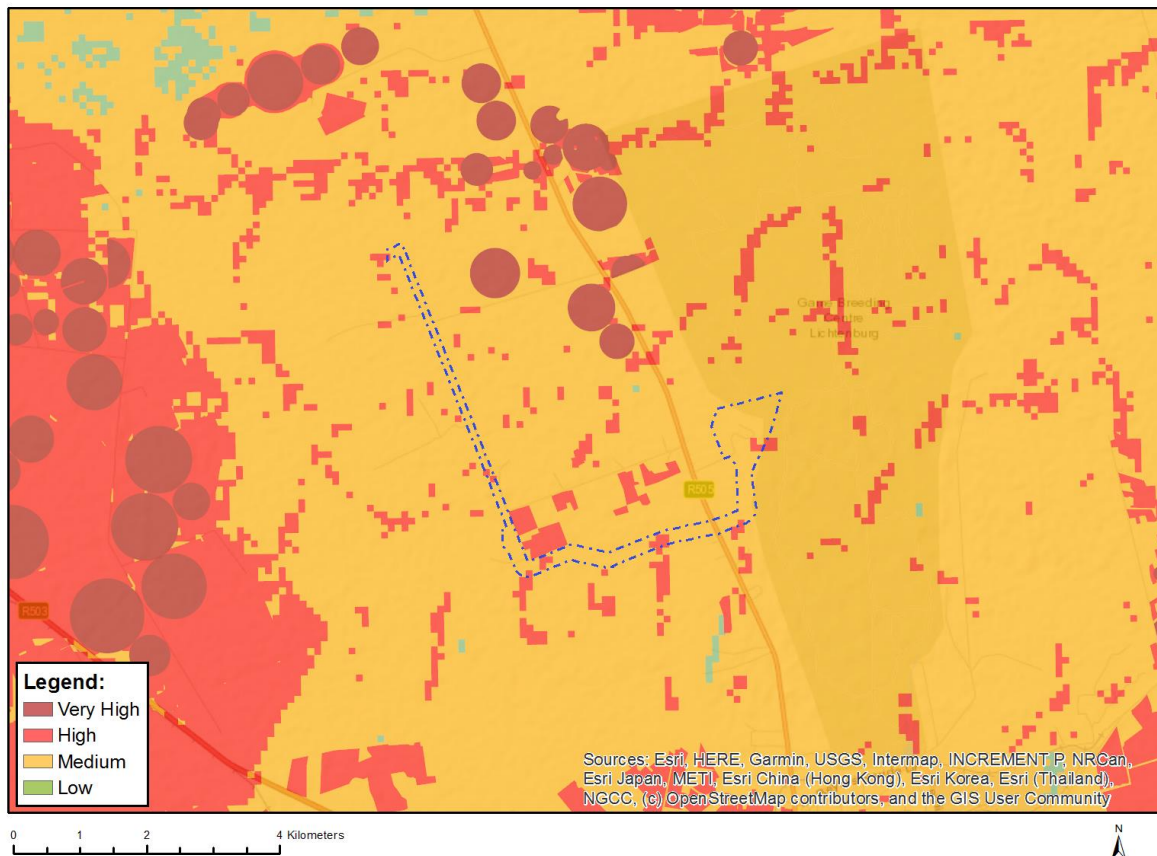 Game Breeding
Centre
Lichtenburg
R505
R503
Legend:
Very High
High
Medium
Low
Sources: Esri, HERE, Garmin, USGS, Intermap, INCREMENT P, NRCan,
Esri Japan, METI, Esri China (Hong Kong), Esri Korea, Esri (Thailand),
NGCC, (c) OpenStreetMap contributors, and the GIS User Community
0 1 2 4 Kilometers
N